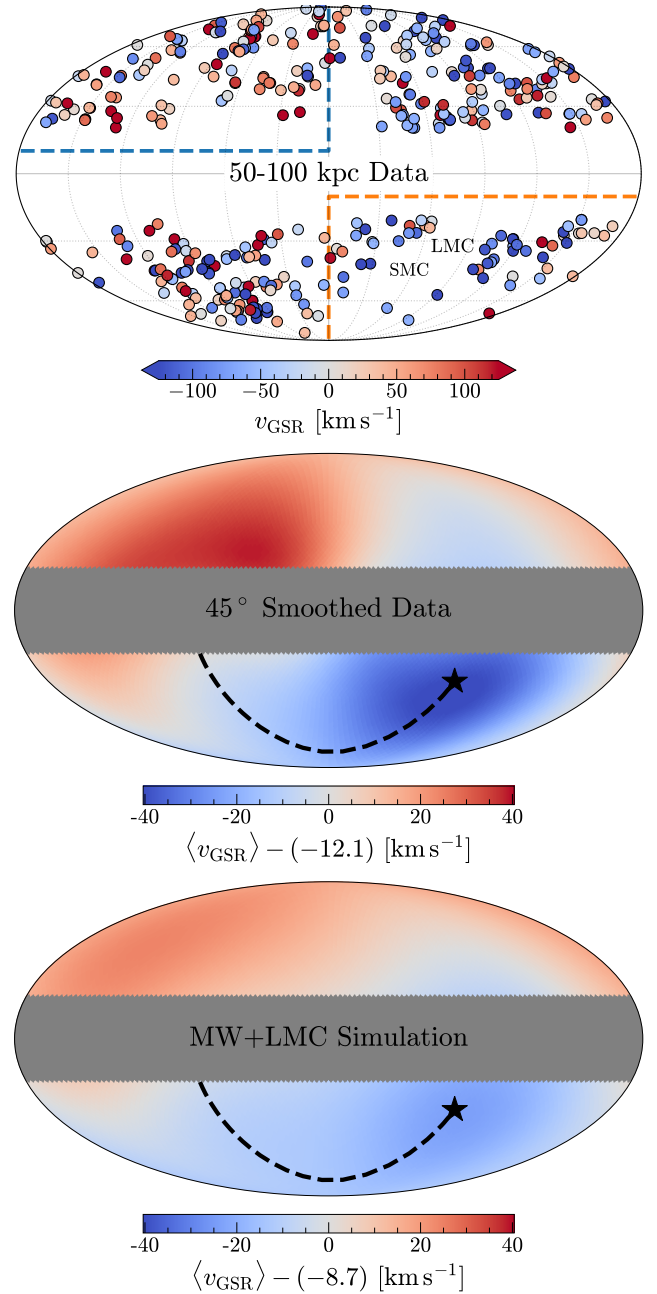 50-100 kpc Data
LMC
SMC
−100 −50 0 50 100
v_GSR [km s⁻¹]
45° Smoothed Data
-40 -20 0 20 40
⟨v_GSR⟩ − (−12.1) [km s⁻¹]
MW+LMC Simulation
-40 -20 0 20 40
⟨v_GSR⟩ − (−8.7) [km s⁻¹]